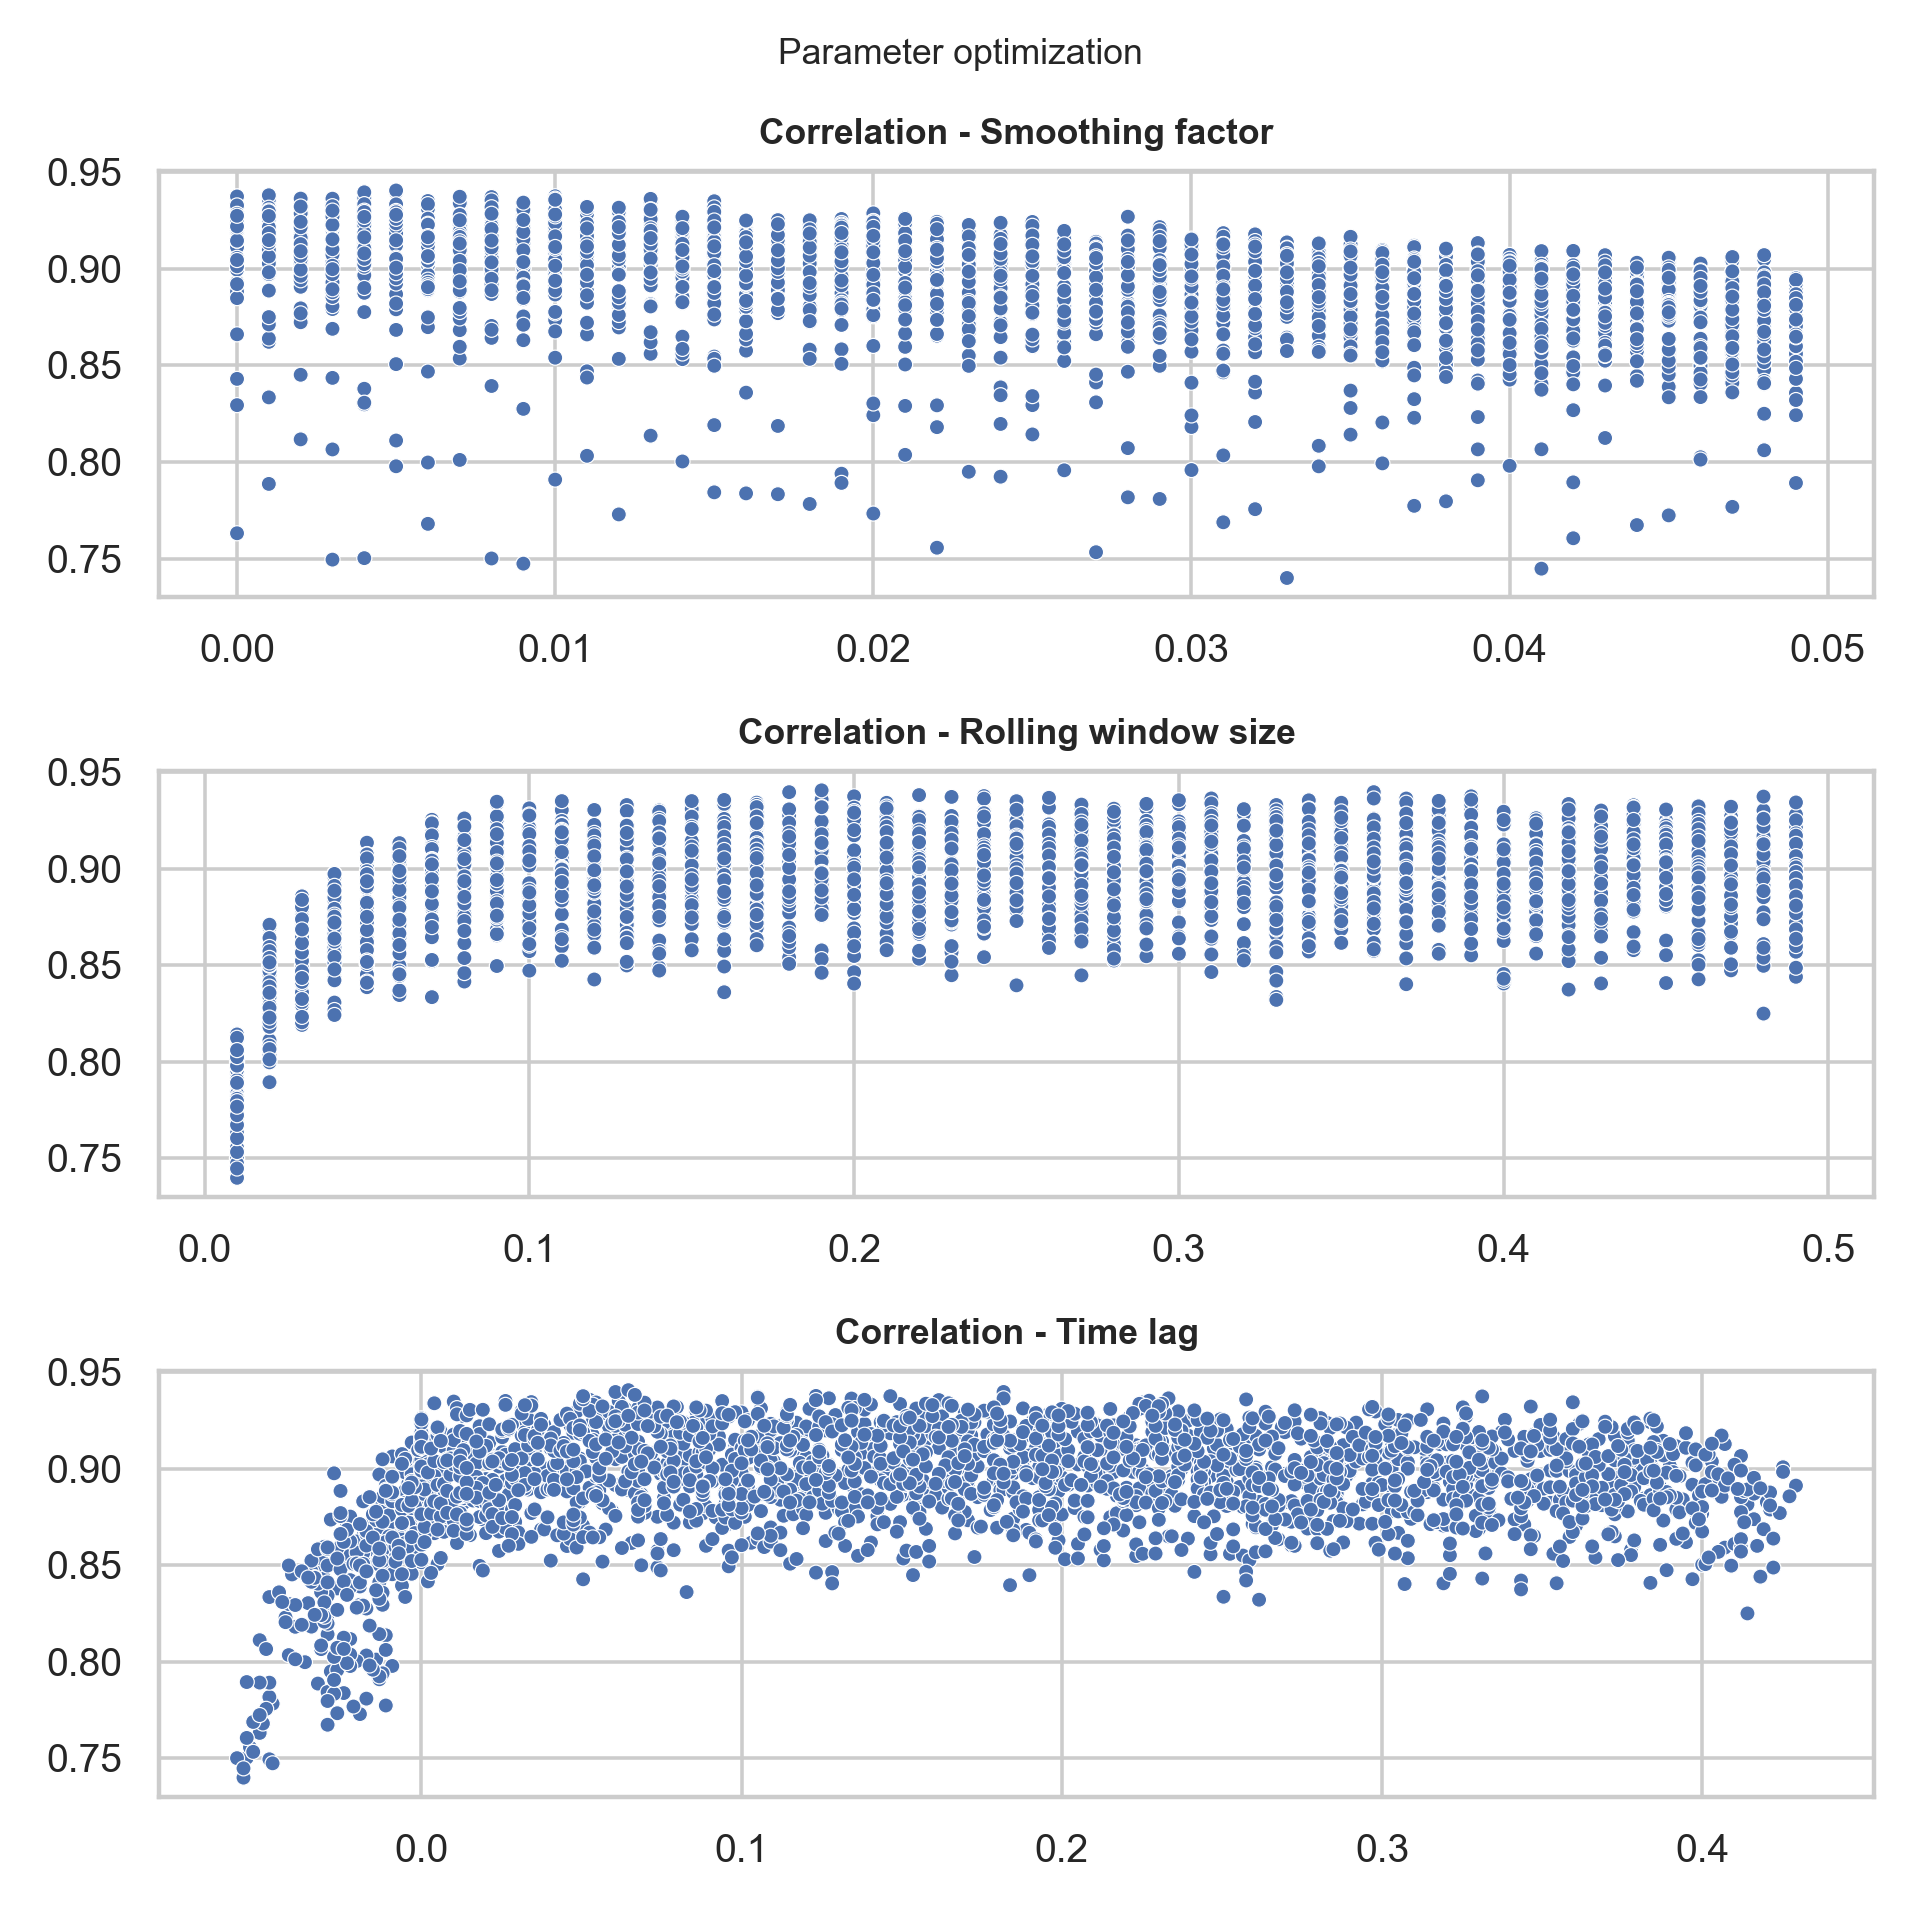 Parameter optimization
Correlation - Smoothing factor
0.95
0.90
0.85
0.80
0.75
0.00 0.01 0.02 0.03 0.04 0.05
Correlation - Rolling window size
0.95
0.90
0.85
0.80
0.75
0.0 0.1 0.2 0.3 0.4 0.5
Correlation - Time lag
0.95
0.90
0.85
0.80
0.75
0.0 0.1 0.2 0.3 0.4